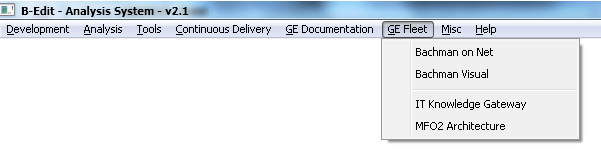 B-Edit - Analysis System - v2.1
Development Analysis Tools Continuous Delivery GE Documentation GE Fleet Misc Help
Bachman on Net
Bachman Visual
IT Knowledge Gateway
MFO2 Architecture